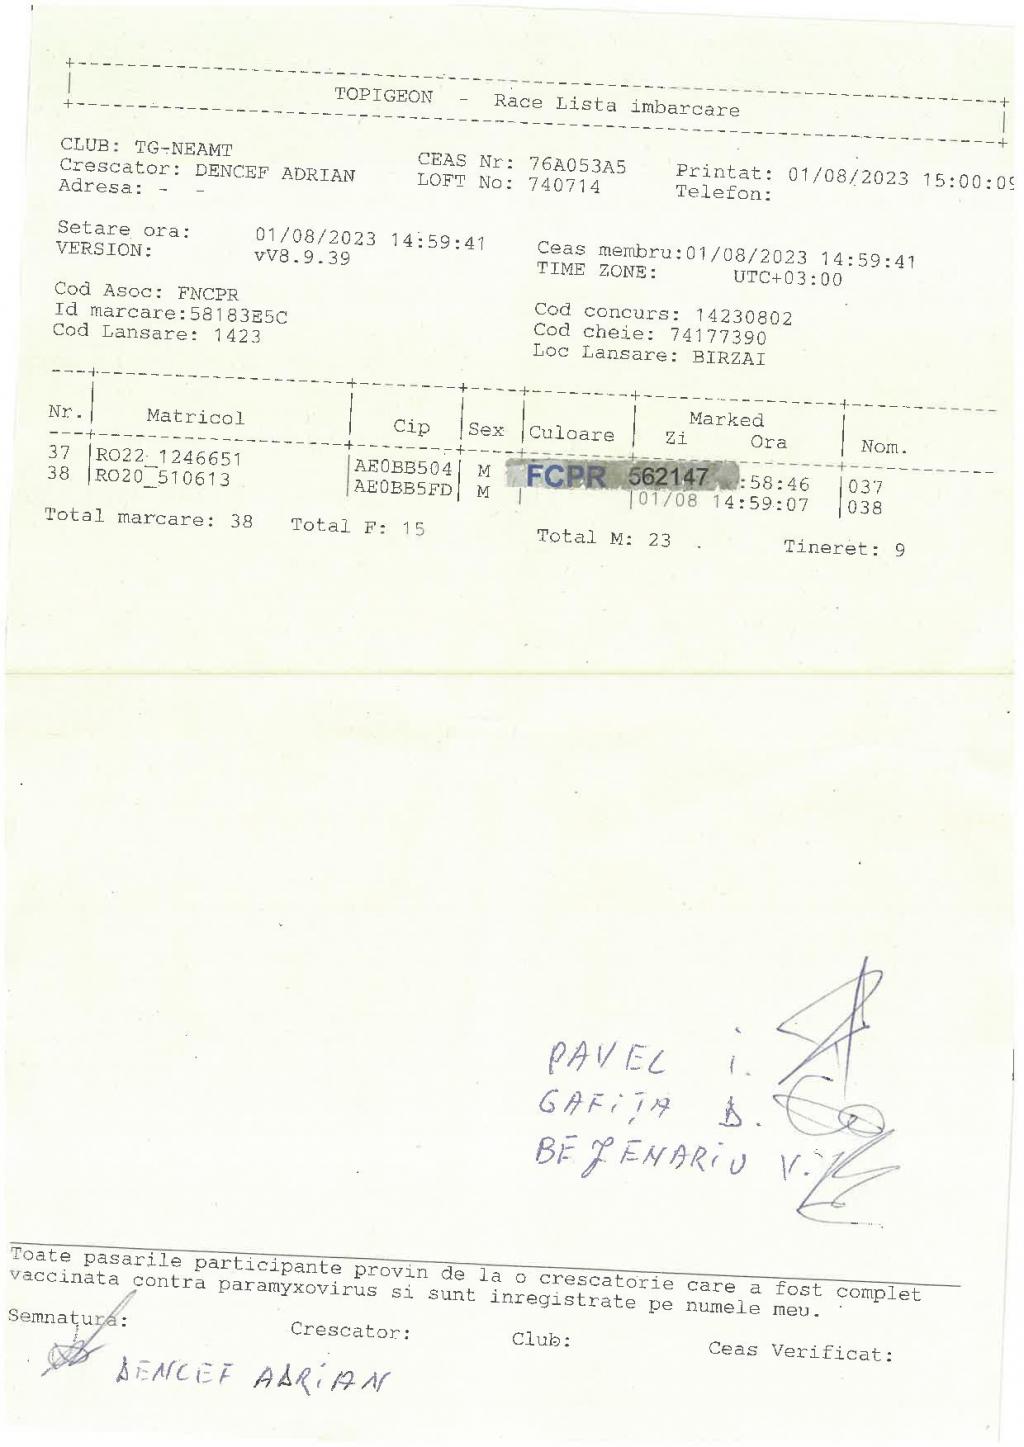 TOPIGEON - Race Lista imbarcare
CLUB: TG-NEAMT
Crescator: DENCEF ADRIAN CEAS Nr: 76A053A5 Printat: 01/08/2023 15:00:09
Adresa: - - LOFT No: 740714 Telefon:
Setare ora: 01/08/2023 14:59:41 Ceas membru:01/08/2023 14:59:41
VERSION: vV8.9.39 TIME ZONE: UTC+03:00
Cod Asoc: FNCPR
Id marcare:58183E5C Cod concurs: 14230802
Cod Lansare: 1423 Cod cheie: 74177390
Loc Lansare: BIRZAI
Marked
Nr. Matricol Cip Sex Culoare Zi Ora Nom.
37 RO22 1246651 AE0BB504 M FCPR 562147 :58:46 037
38 RO20_510613 AE0BB5FD M 01/08 14:59:07 038
Total marcare: 38 Total F: 15 Total M: 23 Tineret: 9
PAVEL i.
GAFiȚA D.
BEJENARiU V.
Toate pasarile participante provin de la o crescatorie care a fost complet
vaccinata contra paramyxovirus si sunt inregistrate pe numele meu.
Semnatura: Crescator: Club: Ceas Verificat:
DENCEF ADRiAN